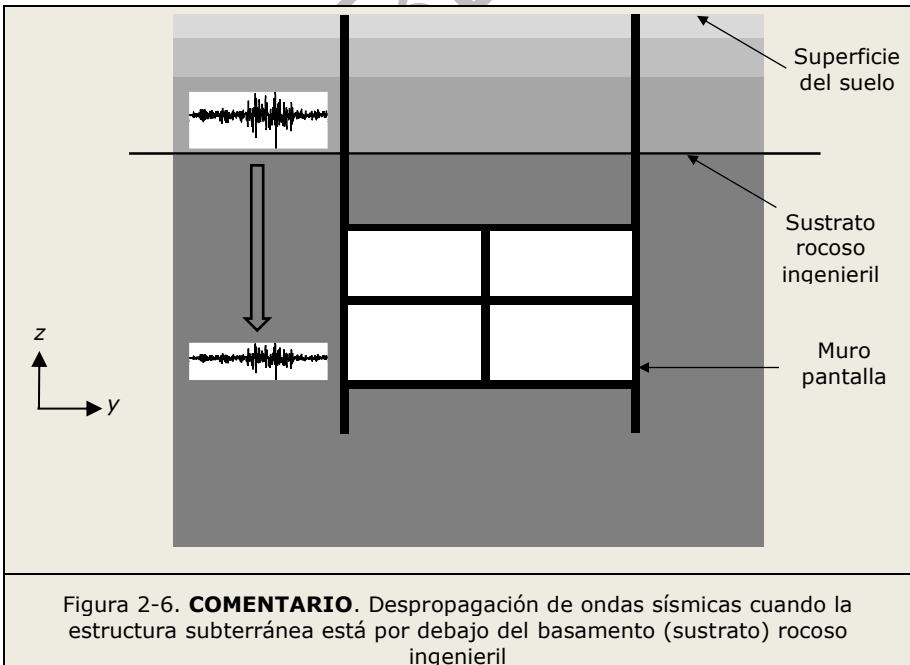 Superficie
del suelo
Sustrato
rocoso
ingenieril
Muro
pantalla
z
y
Figura 2-6. COMENTARIO. Despropagación de ondas sísmicas cuando la
estructura subterránea está por debajo del basamento (sustrato) rocoso
ingenieril